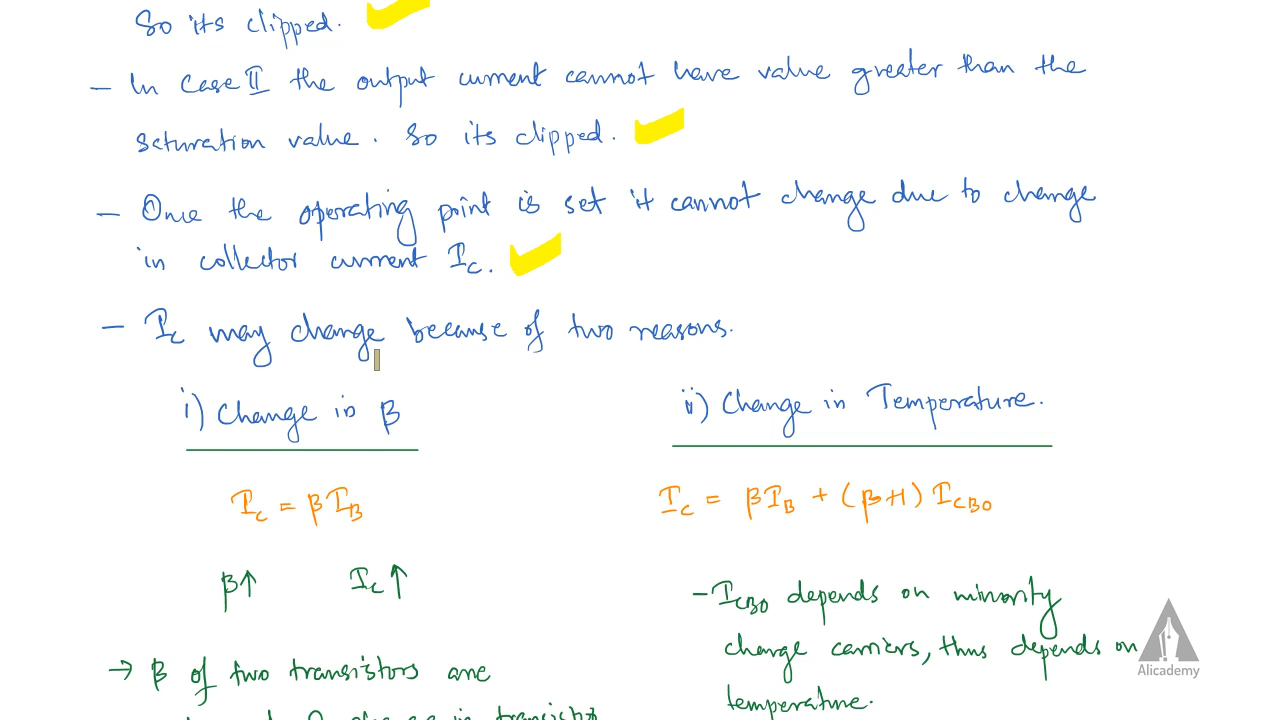 So its clipped.
- In Case II the output current cannot have value greater than the
saturation value. So its clipped.
- Once the operating point is set it cannot change due to change
in collector current Ic.
- Ic may change because of two reasons.
i) Change in β
ii) Change in Temperature.
Ic = βIB
Ic = βIB + (β+1) ICBO
β↑ Ic↑
- ICBO depends on minority
charge carriers, thus depends on
temperature.
→ β of two transistors are
Alicademy